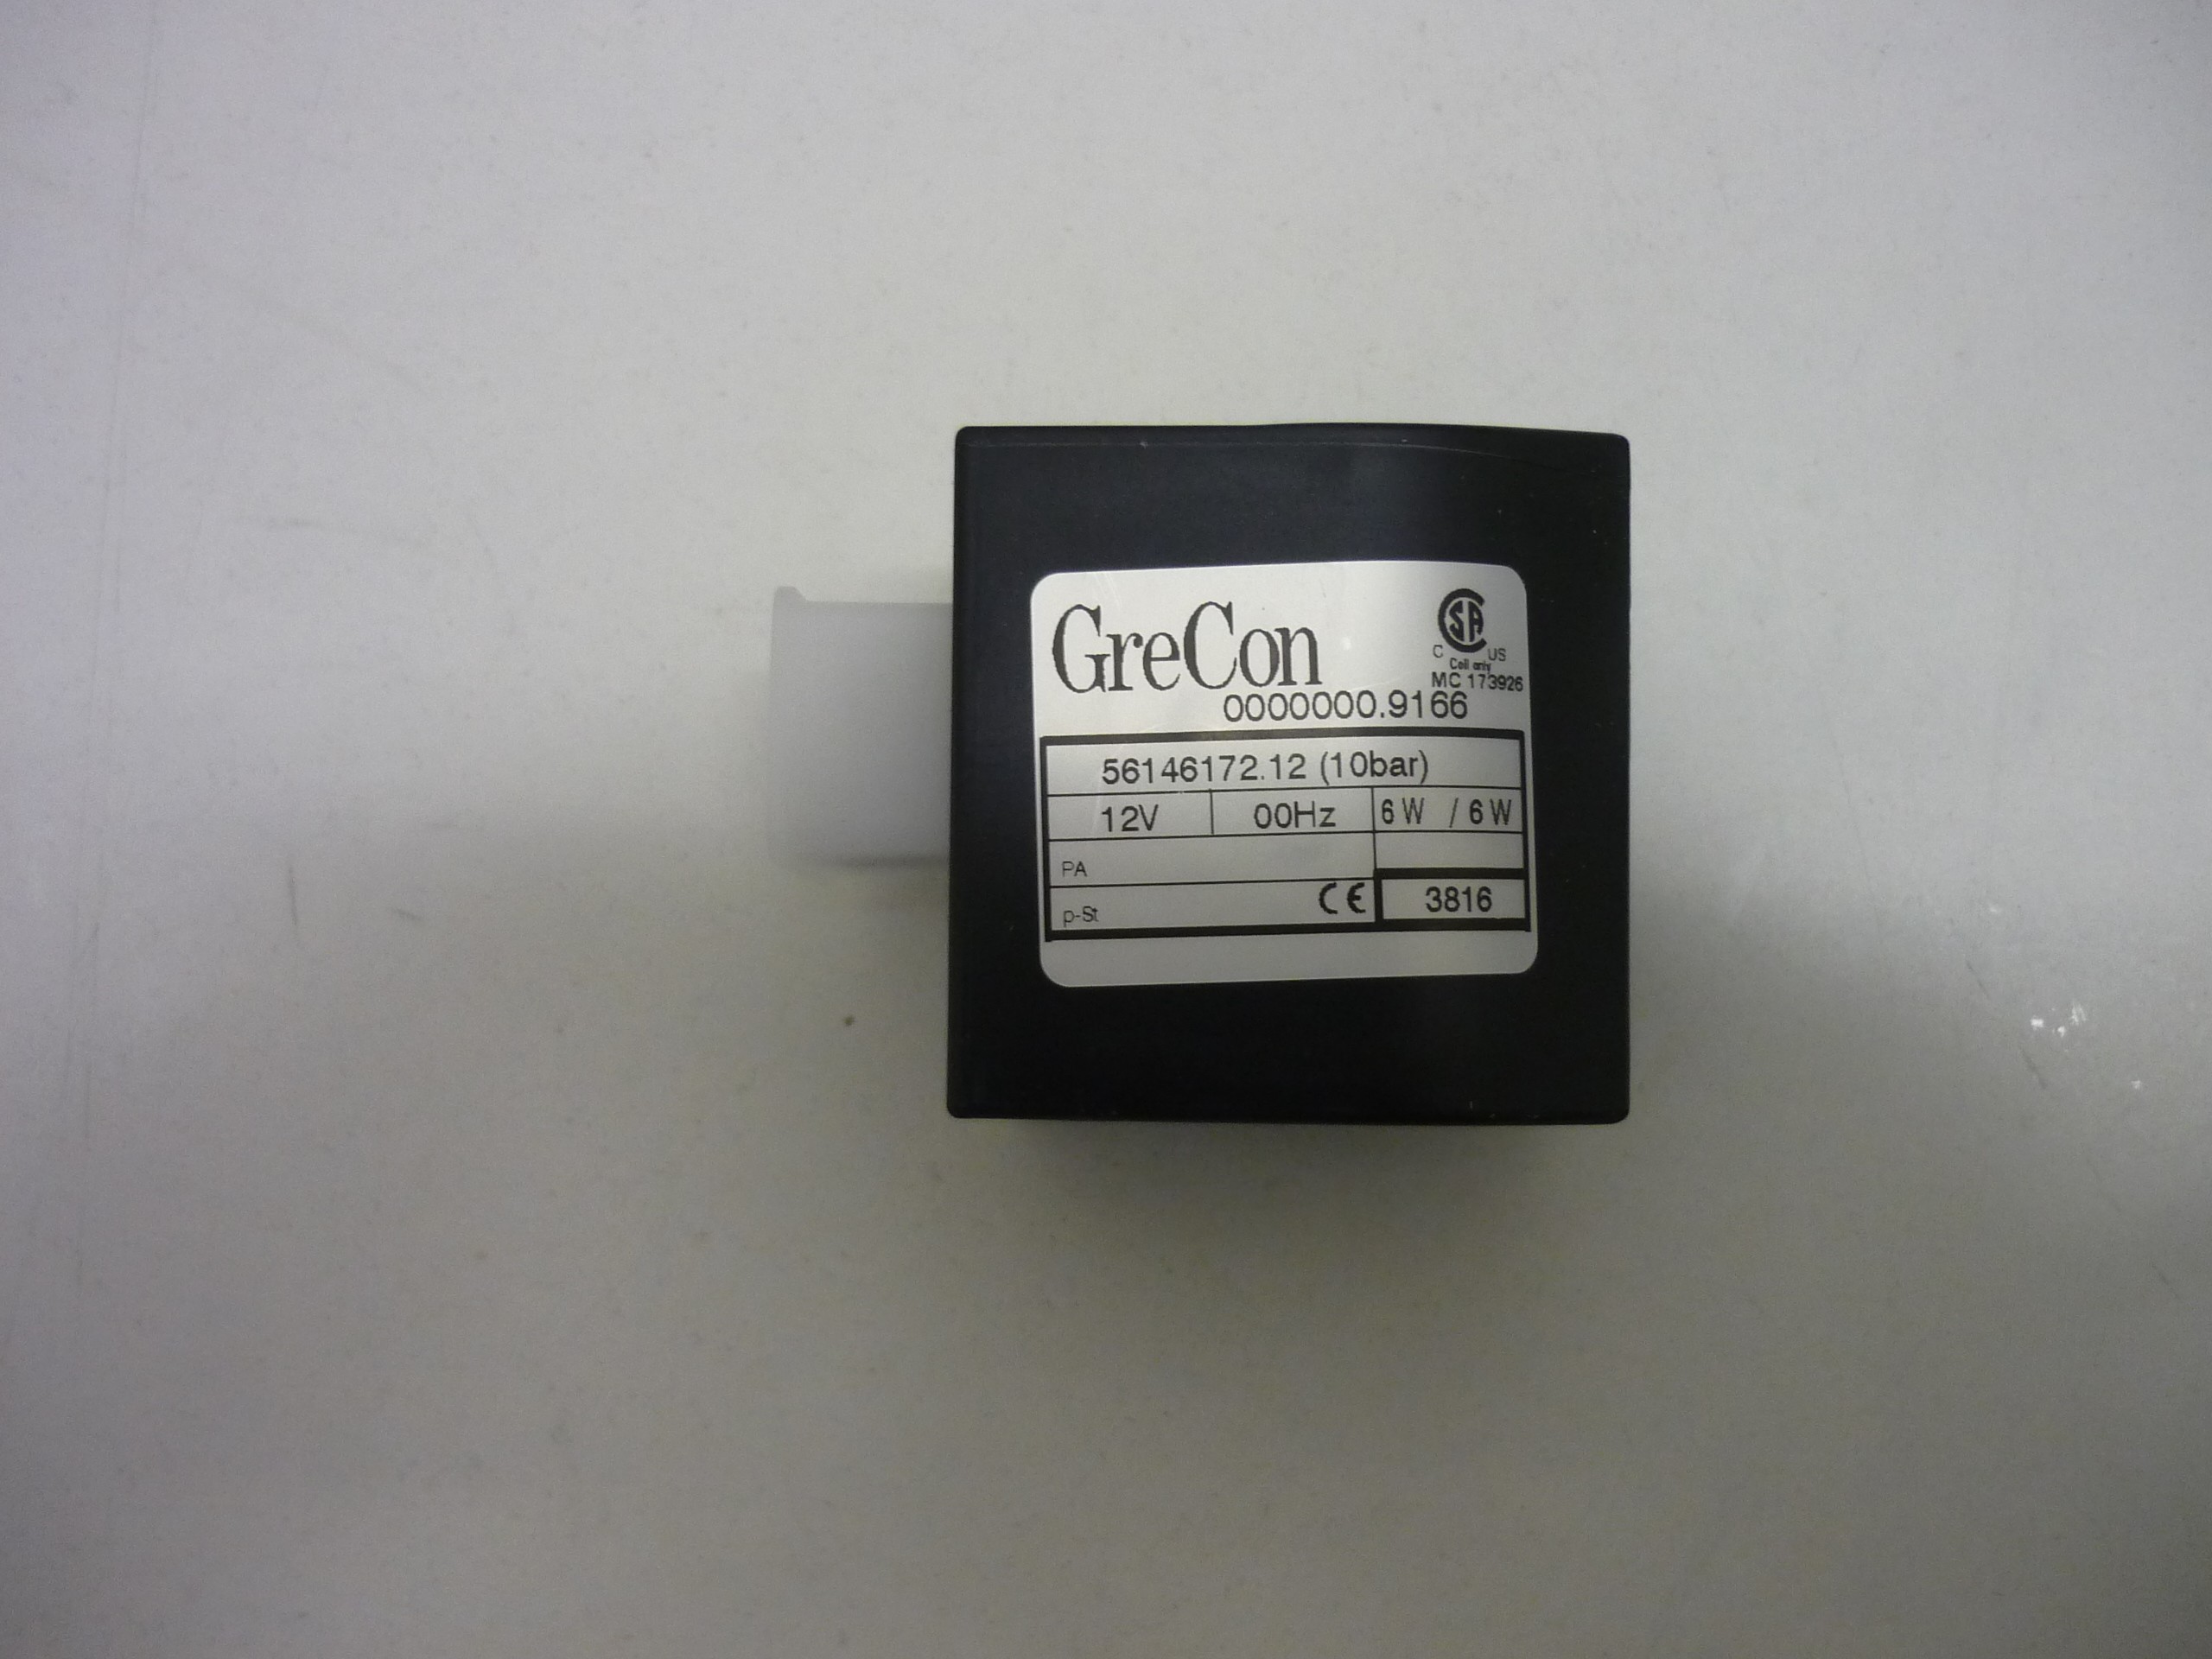 GreCon
SA
C US
Coil only
MC 173926
0000000.9166
56146172.12 (10bar)
12V 00Hz 6 W / 6 W
PA
p-St CE 3816